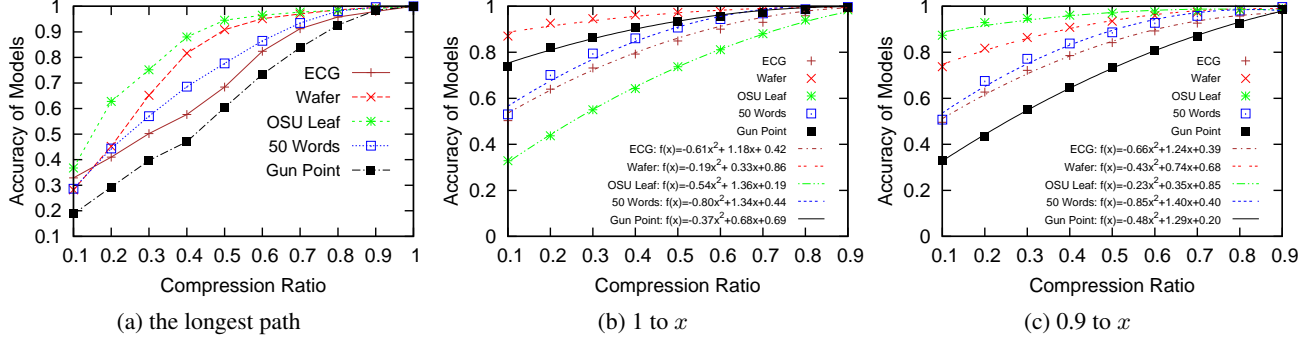 Accuracy of Models
1
0.9
0.8
0.7
0.6
0.5
0.4
0.3
0.2
0.1
0.1 0.2 0.3 0.4 0.5 0.6 0.7 0.8 0.9 1
Compression Ratio
ECG
Wafer
OSU Leaf
50 Words
Gun Point
(a) the longest path
Accuracy of Models
1
0.8
0.6
0.4
0.2
0
0.1 0.2 0.3 0.4 0.5 0.6 0.7 0.8 0.9
Compression Ratio
ECG
Wafer
OSU Leaf
50 Words
Gun Point
ECG: f(x)=-0.61x²+ 1.18x+ 0.42
Wafer: f(x)=-0.19x²+ 0.33x+0.86
OSU Leaf: f(x)=-0.54x²+ 1.36x+0.19
50 Words: f(x)=-0.80x²+1.34x+0.44
Gun Point: f(x)=-0.37x²+0.68x+0.69
(b) 1 to x
Accuracy of Models
1
0.8
0.6
0.4
0.2
0
0.1 0.2 0.3 0.4 0.5 0.6 0.7 0.8 0.9
Compression Ratio
ECG
Wafer
OSU Leaf
50 Words
Gun Point
ECG: f(x)=-0.66x²+1.24x+0.39
Wafer: f(x)=-0.43x²+0.74x+0.68
OSU Leaf: f(x)=-0.23x²+0.35x+0.85
50 Words: f(x)=-0.85x²+1.40x+0.40
Gun Point: f(x)=-0.48x²+1.29x+0.20
(c) 0.9 to x